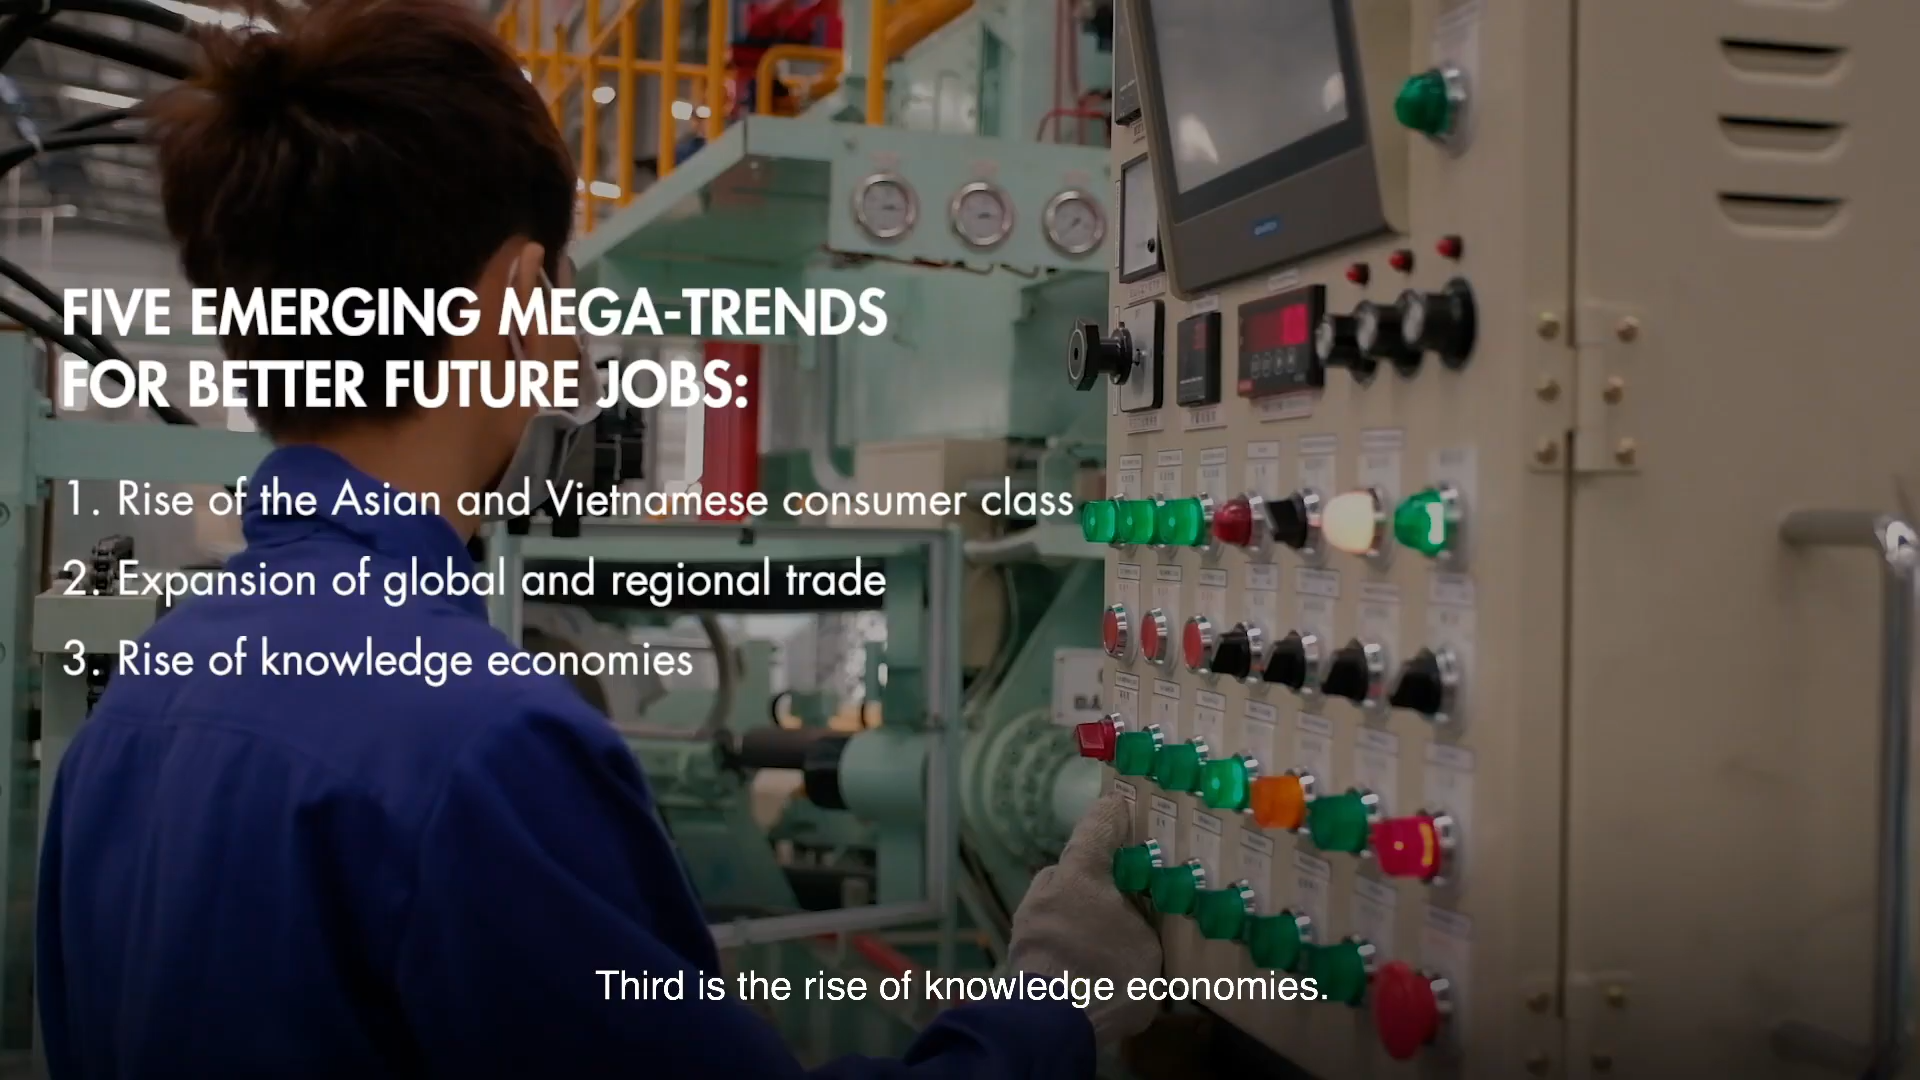 FIVE EMERGING MEGA-TRENDS
FOR BETTER FUTURE JOBS:
1. Rise of the Asian and Vietnamese consumer class
2. Expansion of global and regional trade
3. Rise of knowledge economies
Third is the rise of knowledge economies.